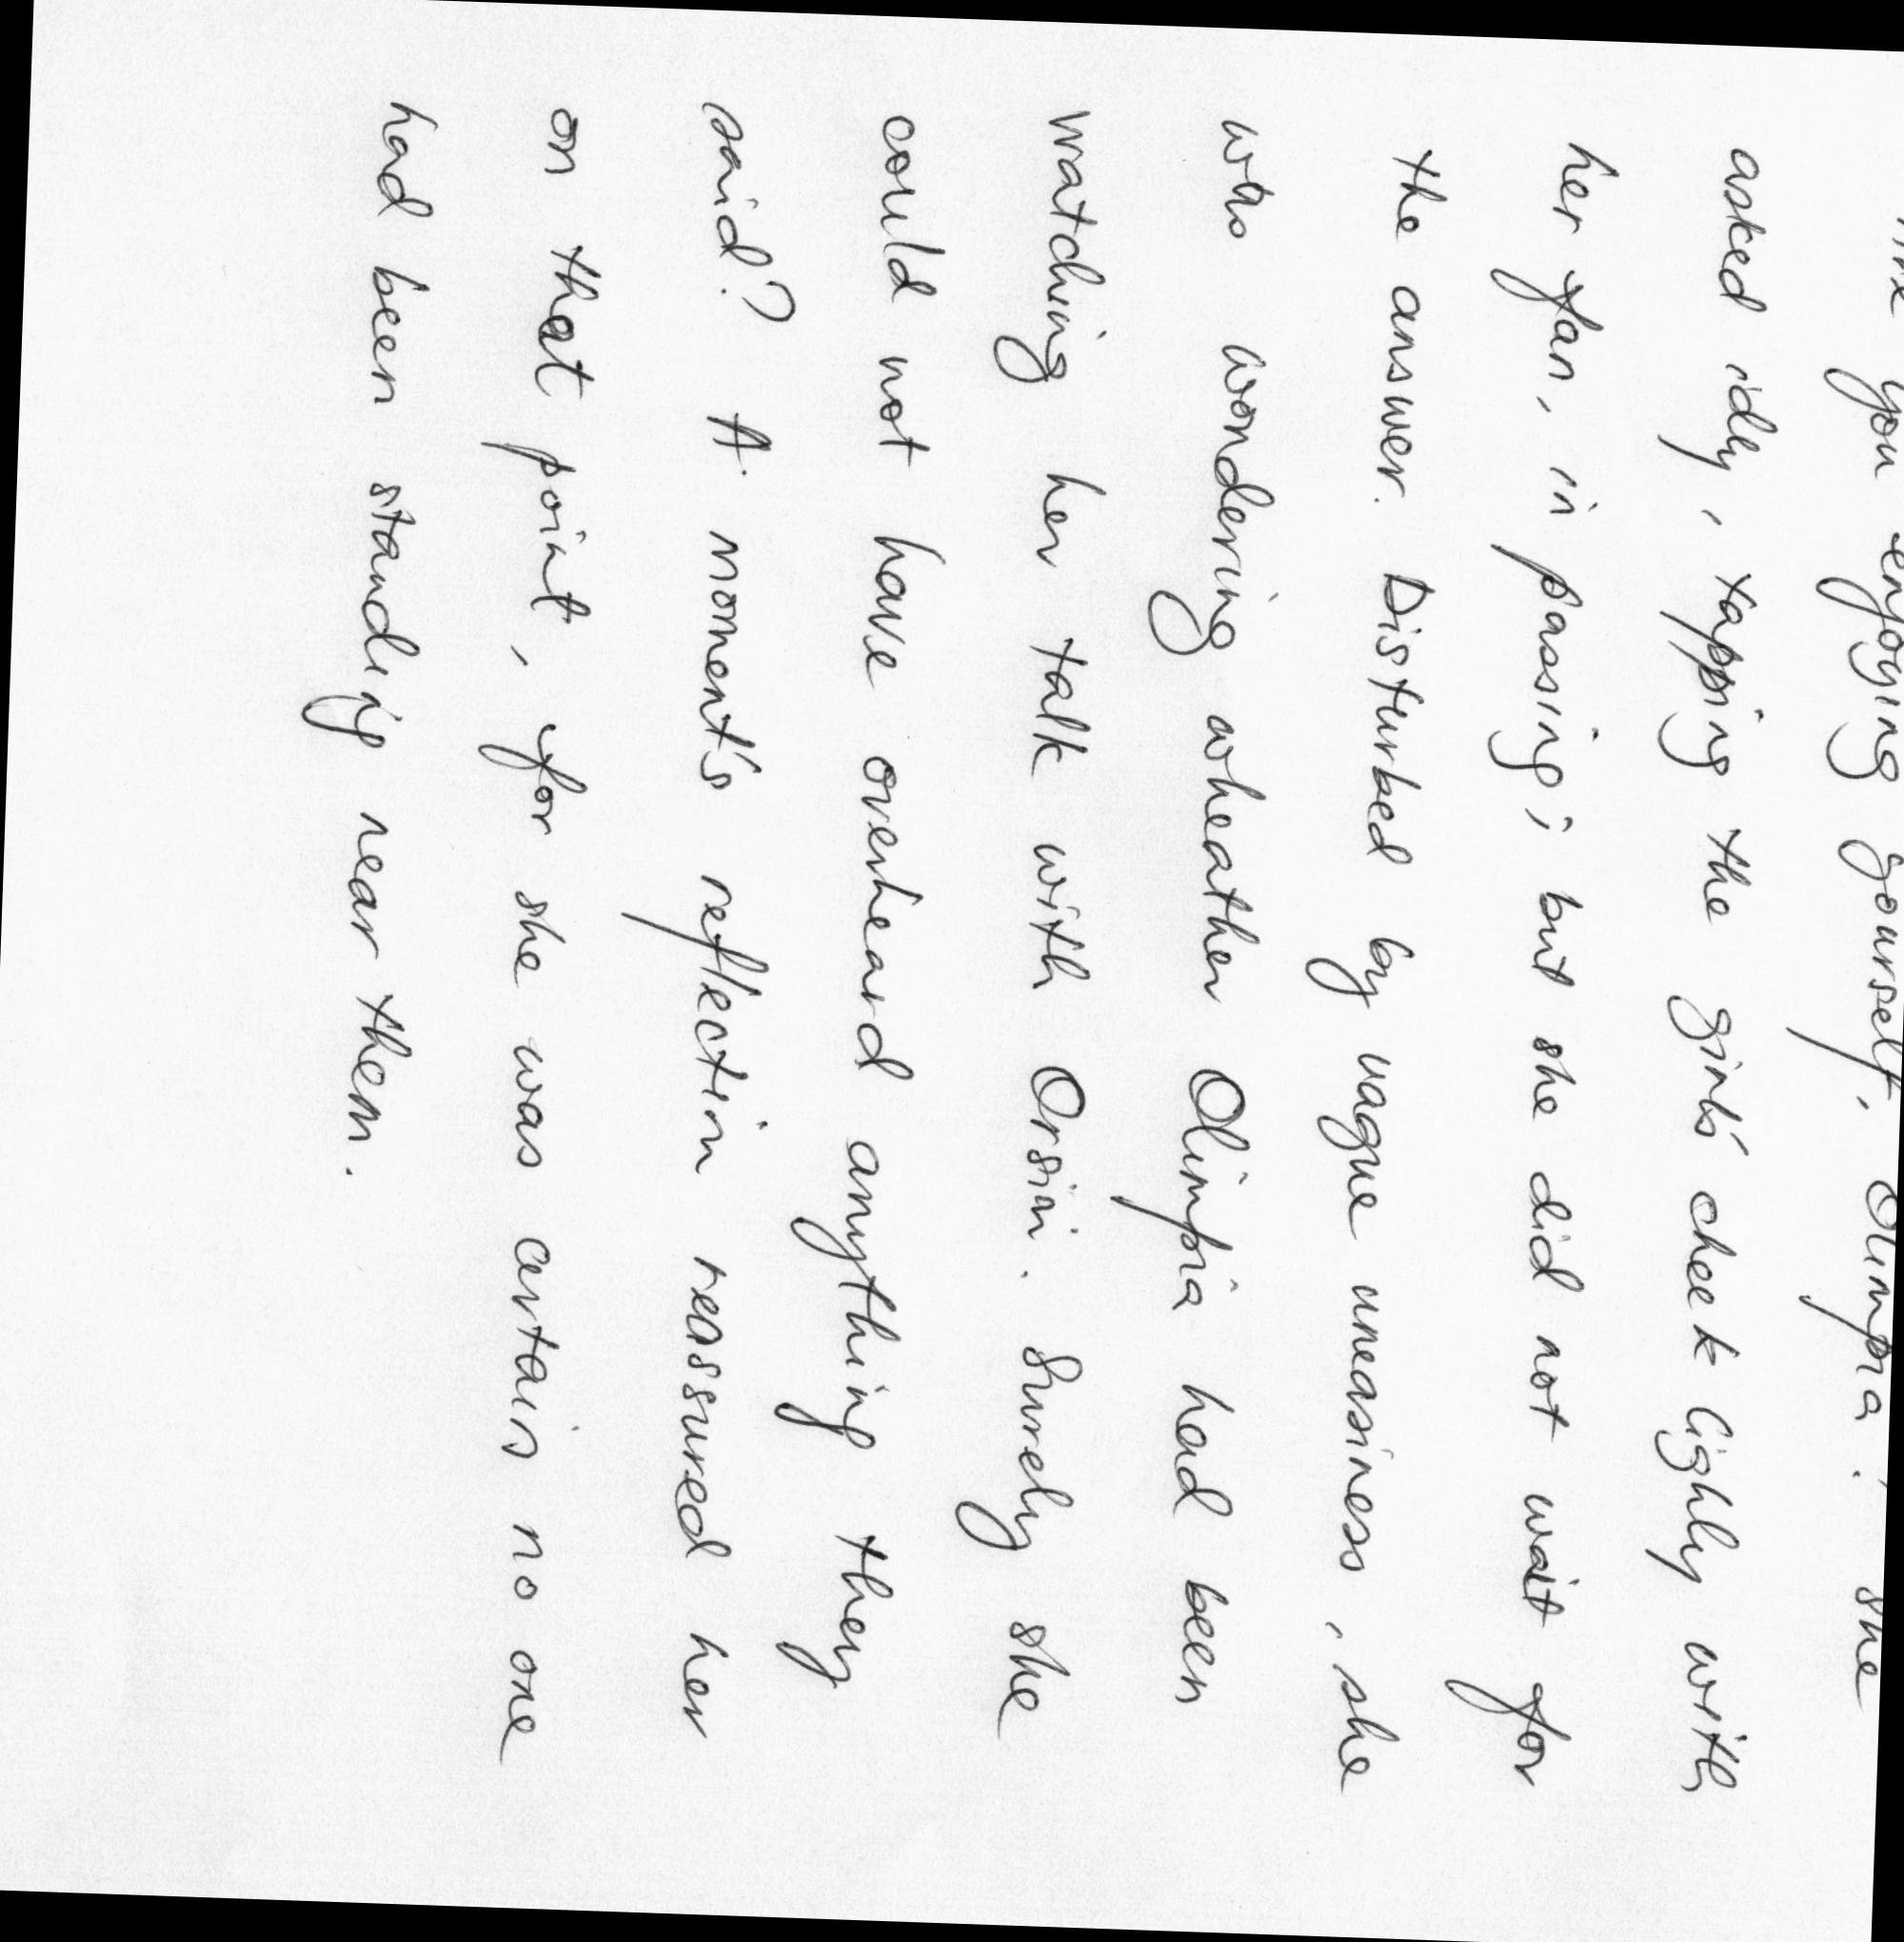 you enjoying yourself, Olimpia? she
asked idly, tapping the girl's cheek lighly with
her fan, in passing; but she did not wait for
the answer. Disturbed by vague uneasiness, she
was wondering wheather Olimpia had been
watching her talk with Orsini. Surely she
could not have overheard anything they
said? A moment's reflection reassured her
on that point, for she was certain no one
had been standing near them.